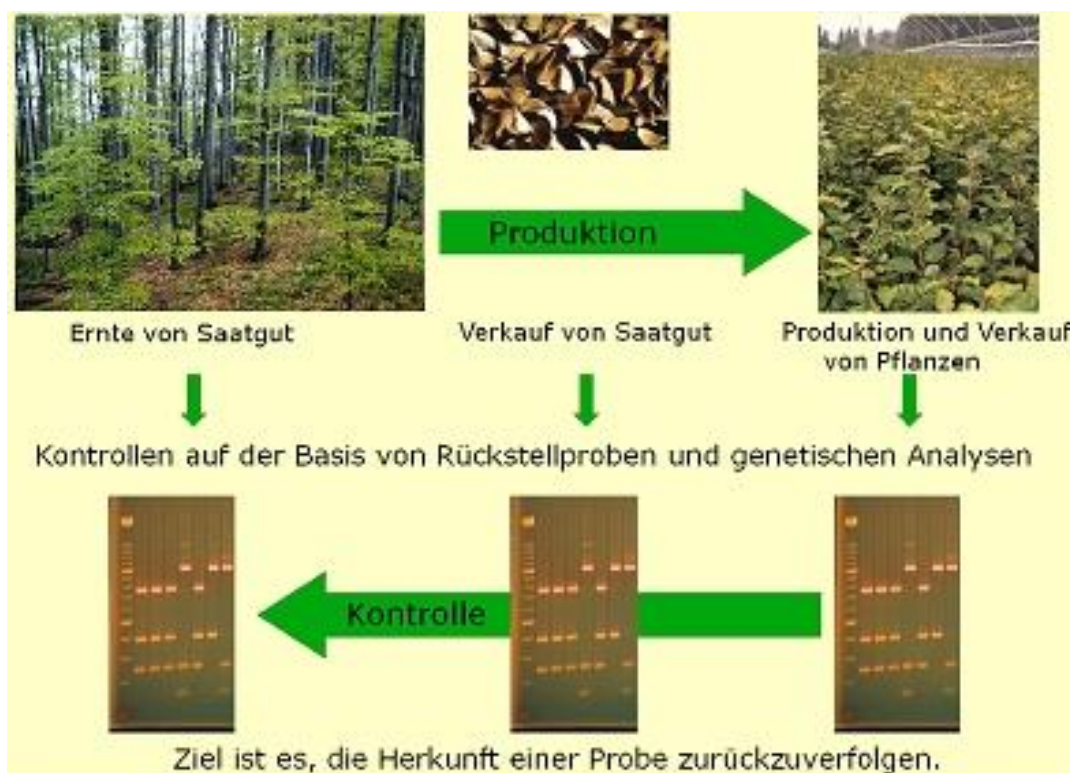 Produktion
Ernte von Saatgut
Verkauf von Saatgut
Produktion und Verkauf
von Pflanzen
Kontrollen auf der Basis von Rückstellproben und genetischen Analysen
Kontrolle
Ziel ist es, die Herkunft einer Probe zurückzuverfolgen.